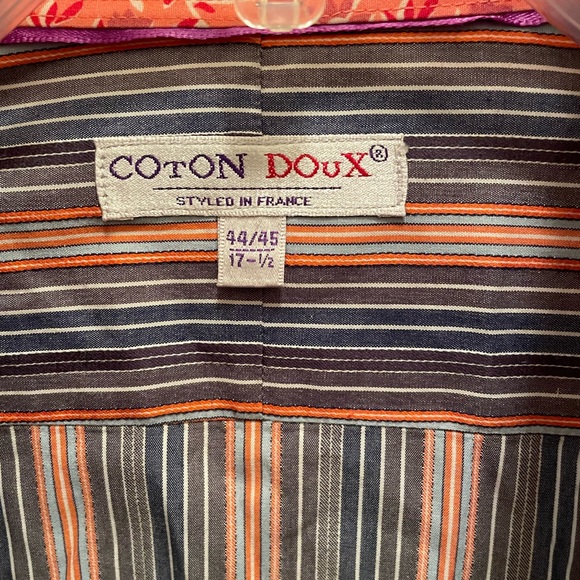 COTON DOUX®
STYLED IN FRANCE
44/45
17-½